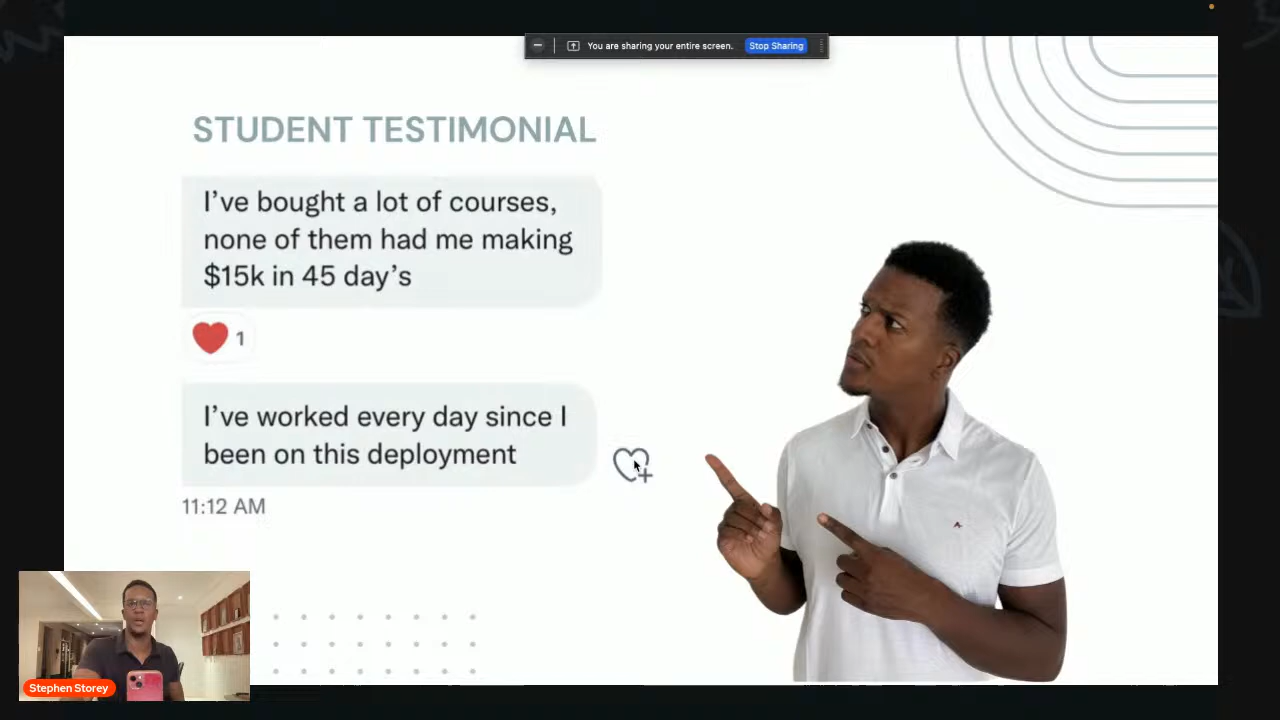 You are sharing your entire screen. Stop Sharing
STUDENT TESTIMONIAL
I've bought a lot of courses,
none of them had me making
$15k in 45 day's
1
I've worked every day since I
been on this deployment
11:12 AM
Stephen Storey